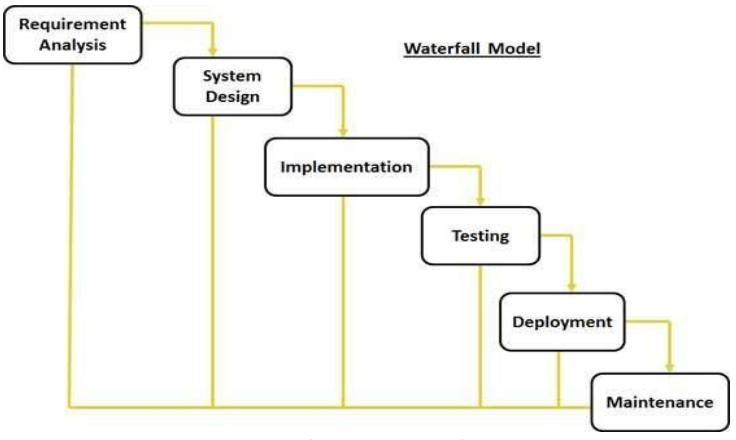 Requirement
Analysis
Waterfall Model
System
Design
Implementation
Testing
Deployment
Maintenance